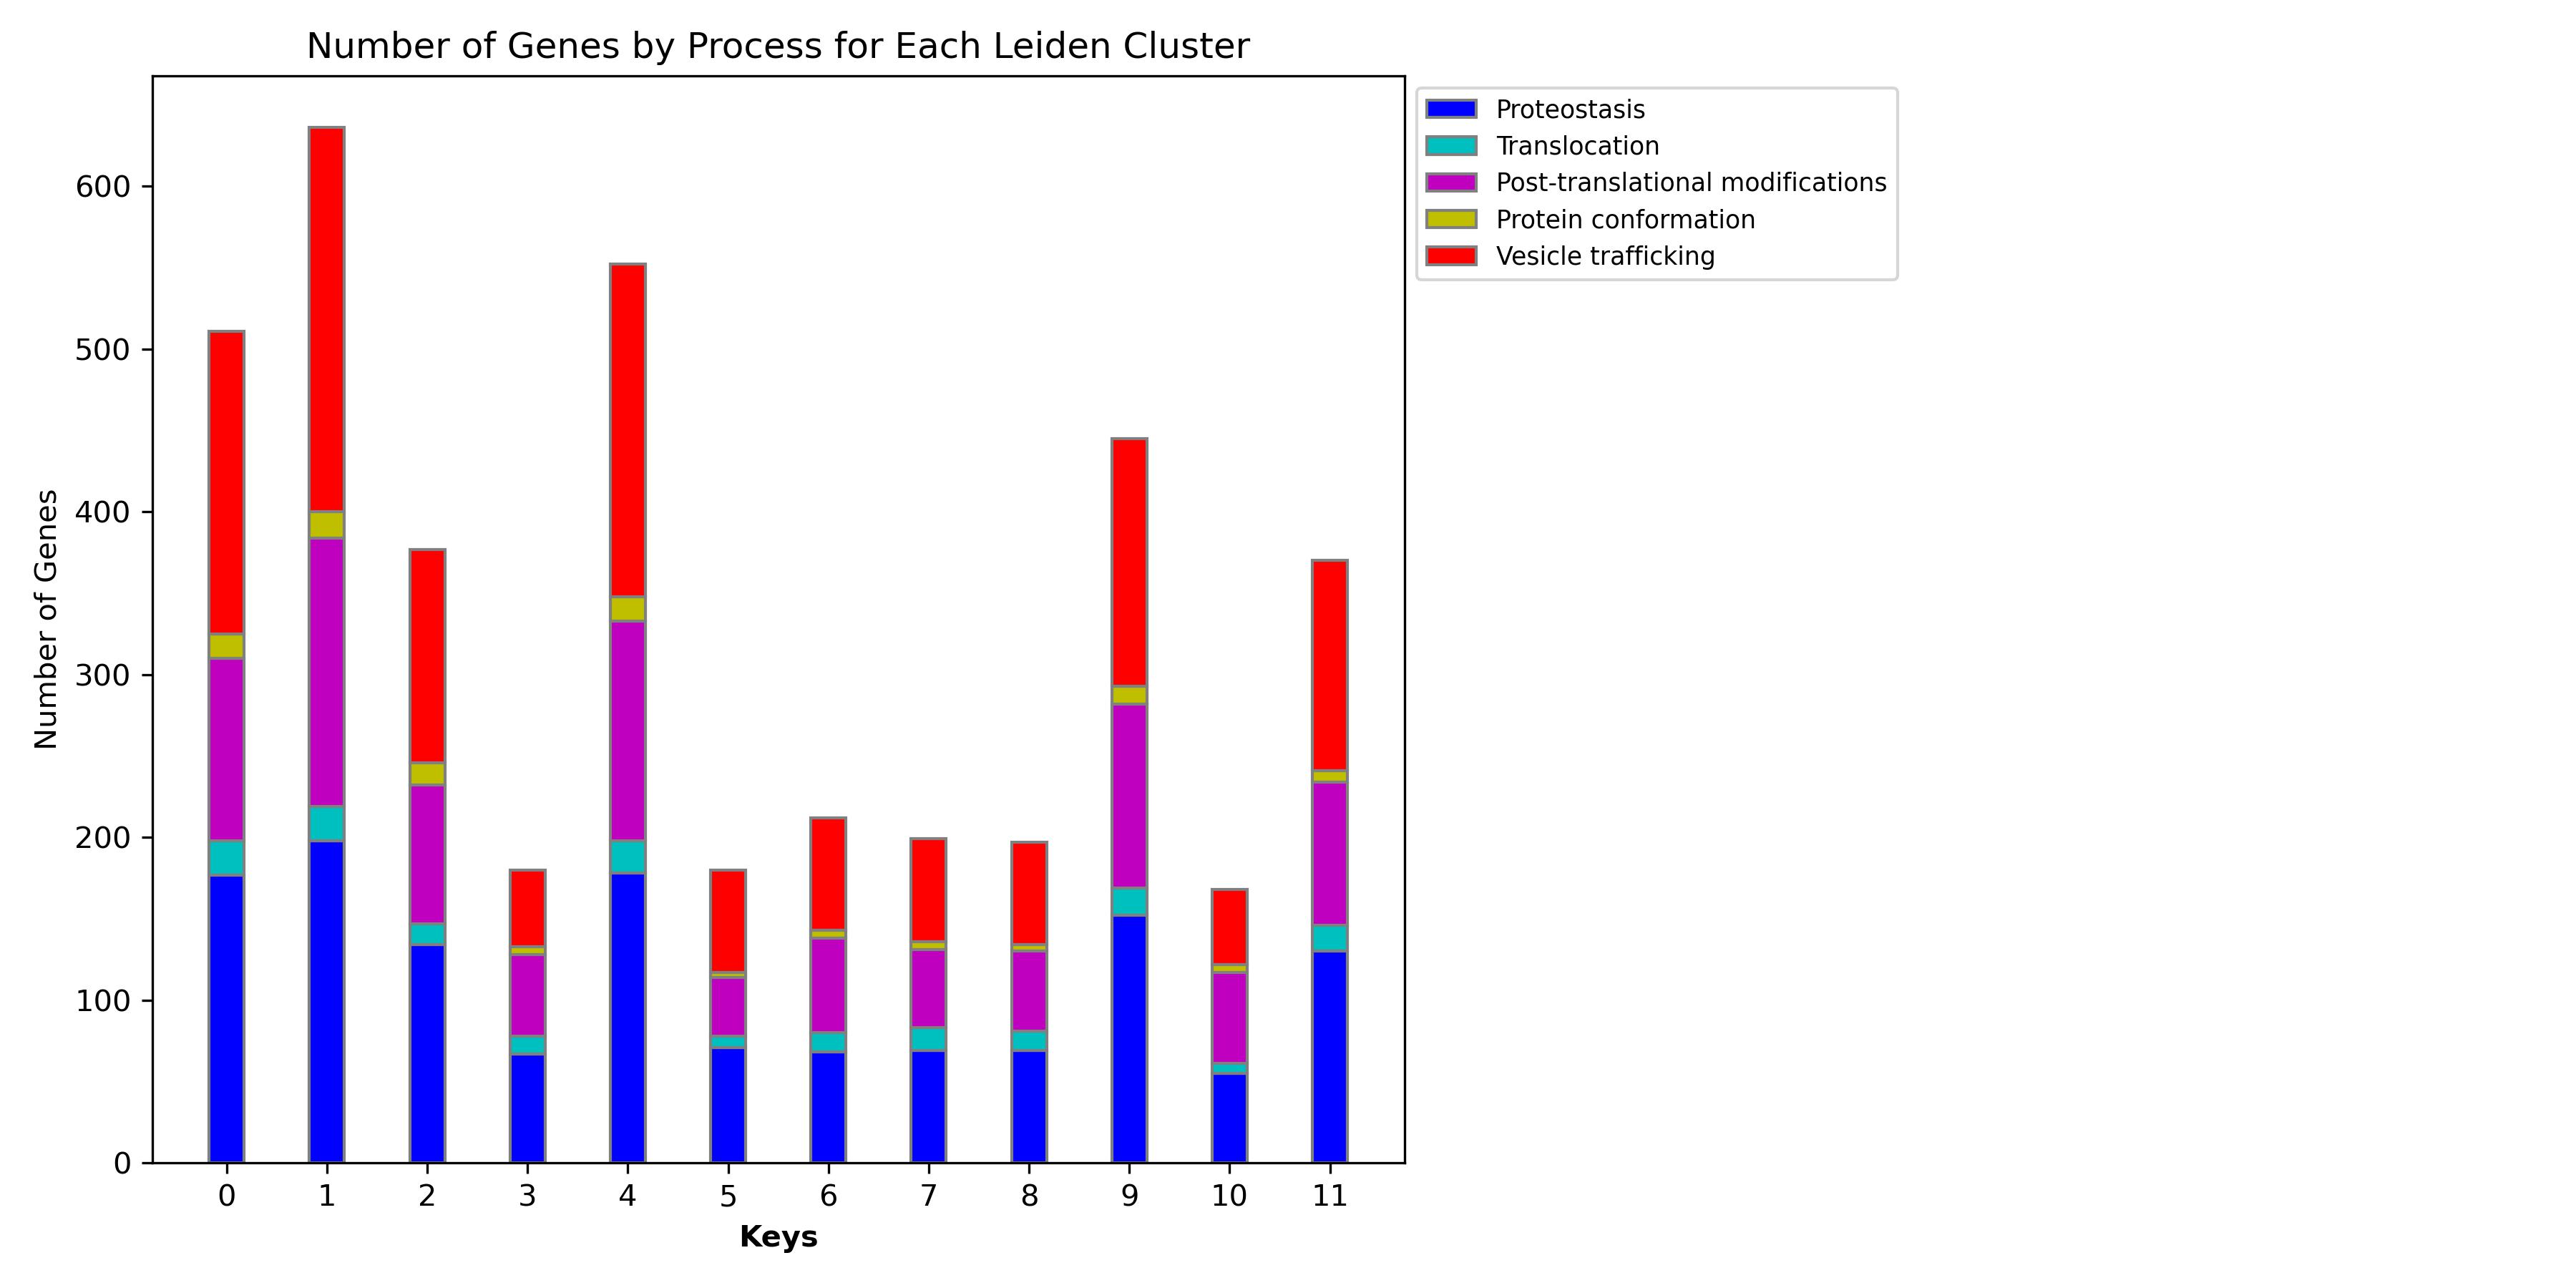 Number of Genes by Process for Each Leiden Cluster
Proteostasis
Translocation
Post-translational modifications
Protein conformation
Vesicle trafficking
600
500
400
300
200
100
0
Number of Genes
0 1 2 3 4 5 6 7 8 9 10 11
Keys